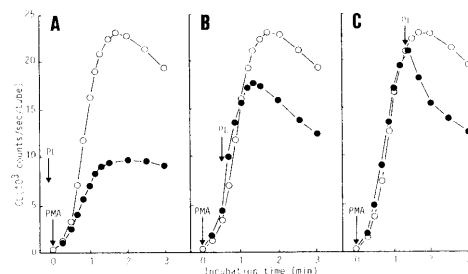 A
B
C
PI
PI
PI
PMA
PMA
PMA
25
20
15
10
5
0
0 1 2 3
0 1 2 3
0 1 2 3
Incubation time (min)
counts/sec/tube)